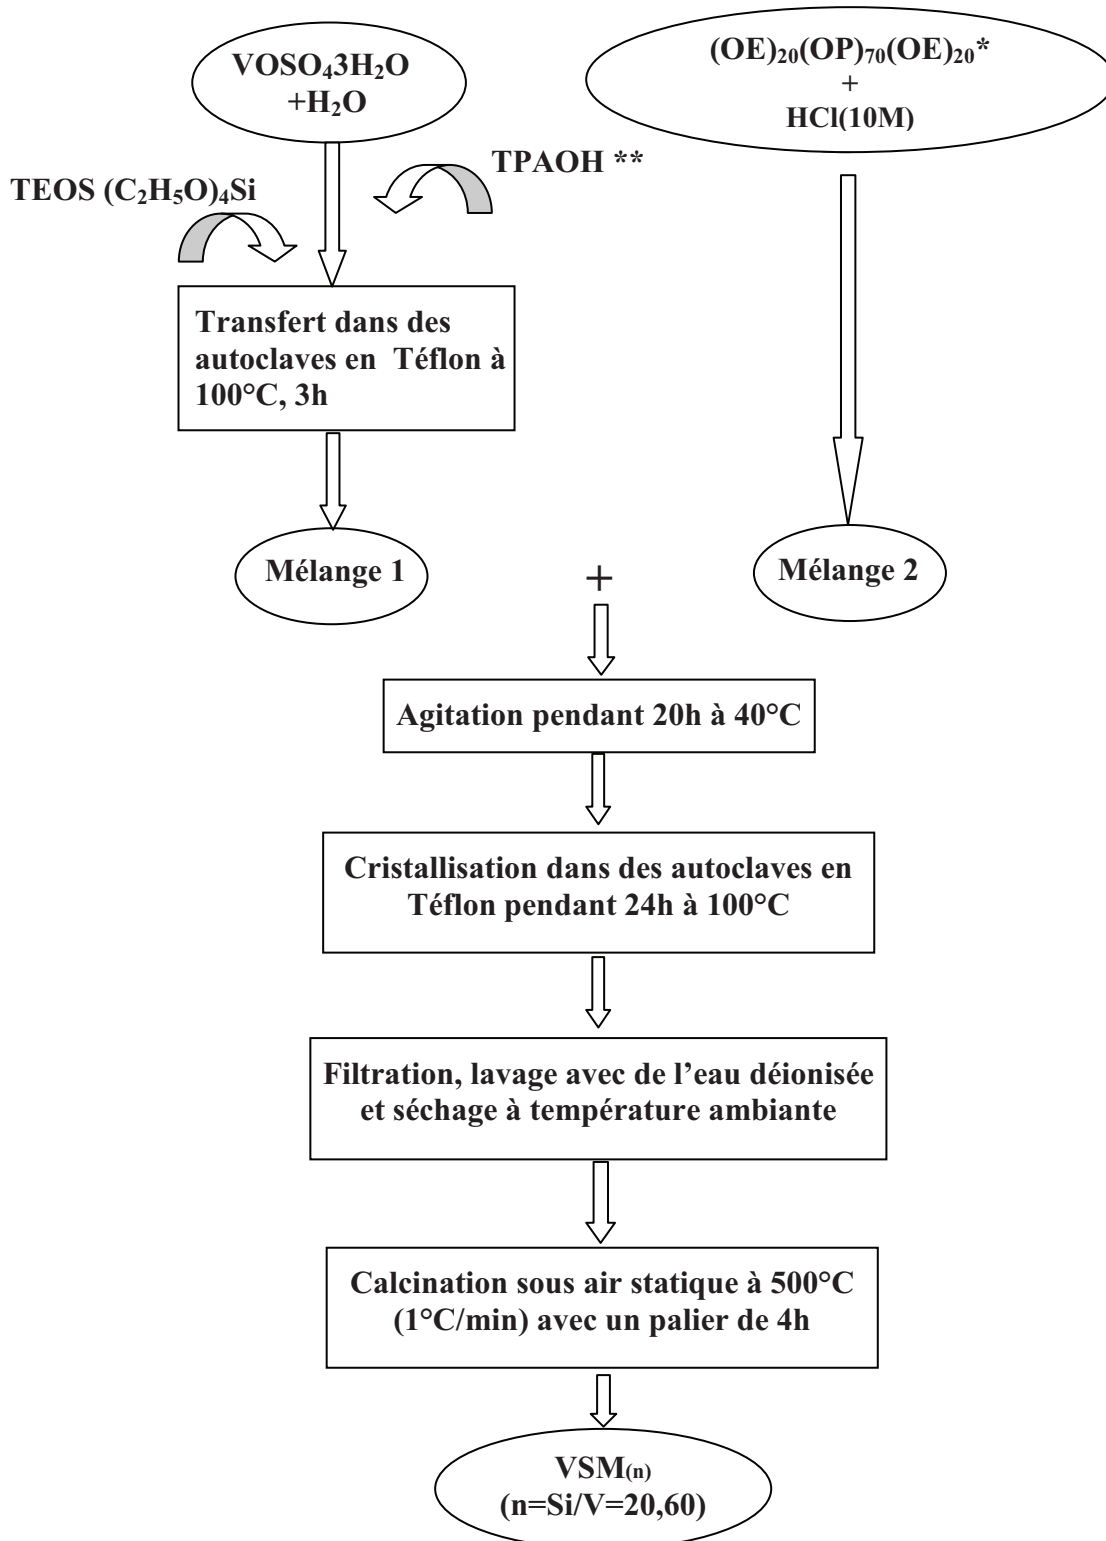 VOSO₄3H₂O
+H₂O
(OE)₂₀(OP)₇₀(OE)₂₀*
+
HCl(10M)
TPAOH **
TEOS (C₂H₅O)₄Si
Transfert dans des
autoclaves en Téflon à
100°C, 3h
Mélange 1
+
Mélange 2
Agitation pendant 20h à 40°C
Cristallisation dans des autoclaves en
Téflon pendant 24h à 100°C
Filtration, lavage avec de l’eau déionisée
et séchage à température ambiante
Calcination sous air statique à 500°C
(1°C/min) avec un palier de 4h
VSM₍ₙ₎
(n=Si/V=20,60)